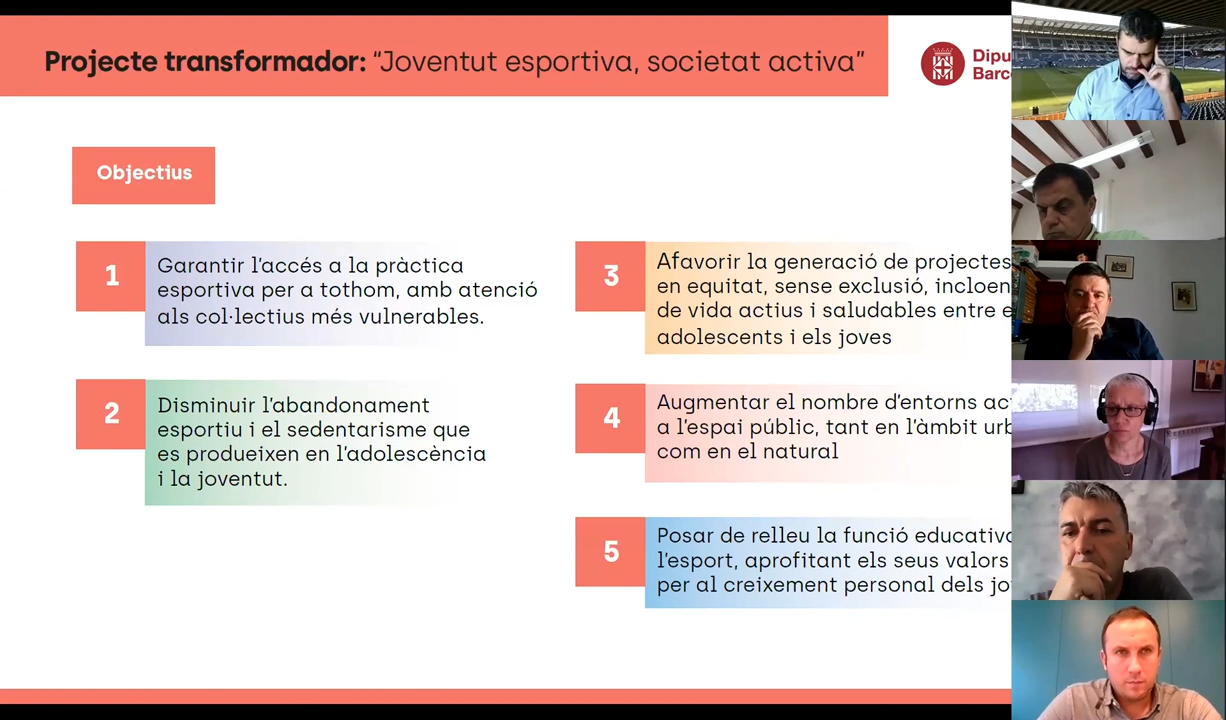 Projecte transformador: “Joventut esportiva, societat activa”
Objectius
1
Garantir l’accés a la pràctica
esportiva per a tothom, amb atenció
als col·lectius més vulnerables.
2
Disminuir l’abandonament
esportiu i el sedentarisme que
es produeixen en l’adolescència
i la joventut.
3
Afavorir la generació de projectes
en equitat, sense exclusió,
de vida actius i saludables entre
adolescents i els joves
4
Augmentar el nombre d’entorns
a l’espai públic, tant en l’àmbit
com en el natural
5
Posar de relleu la funció
l’esport, aprofitant els seus valors
per al creixement personal dels